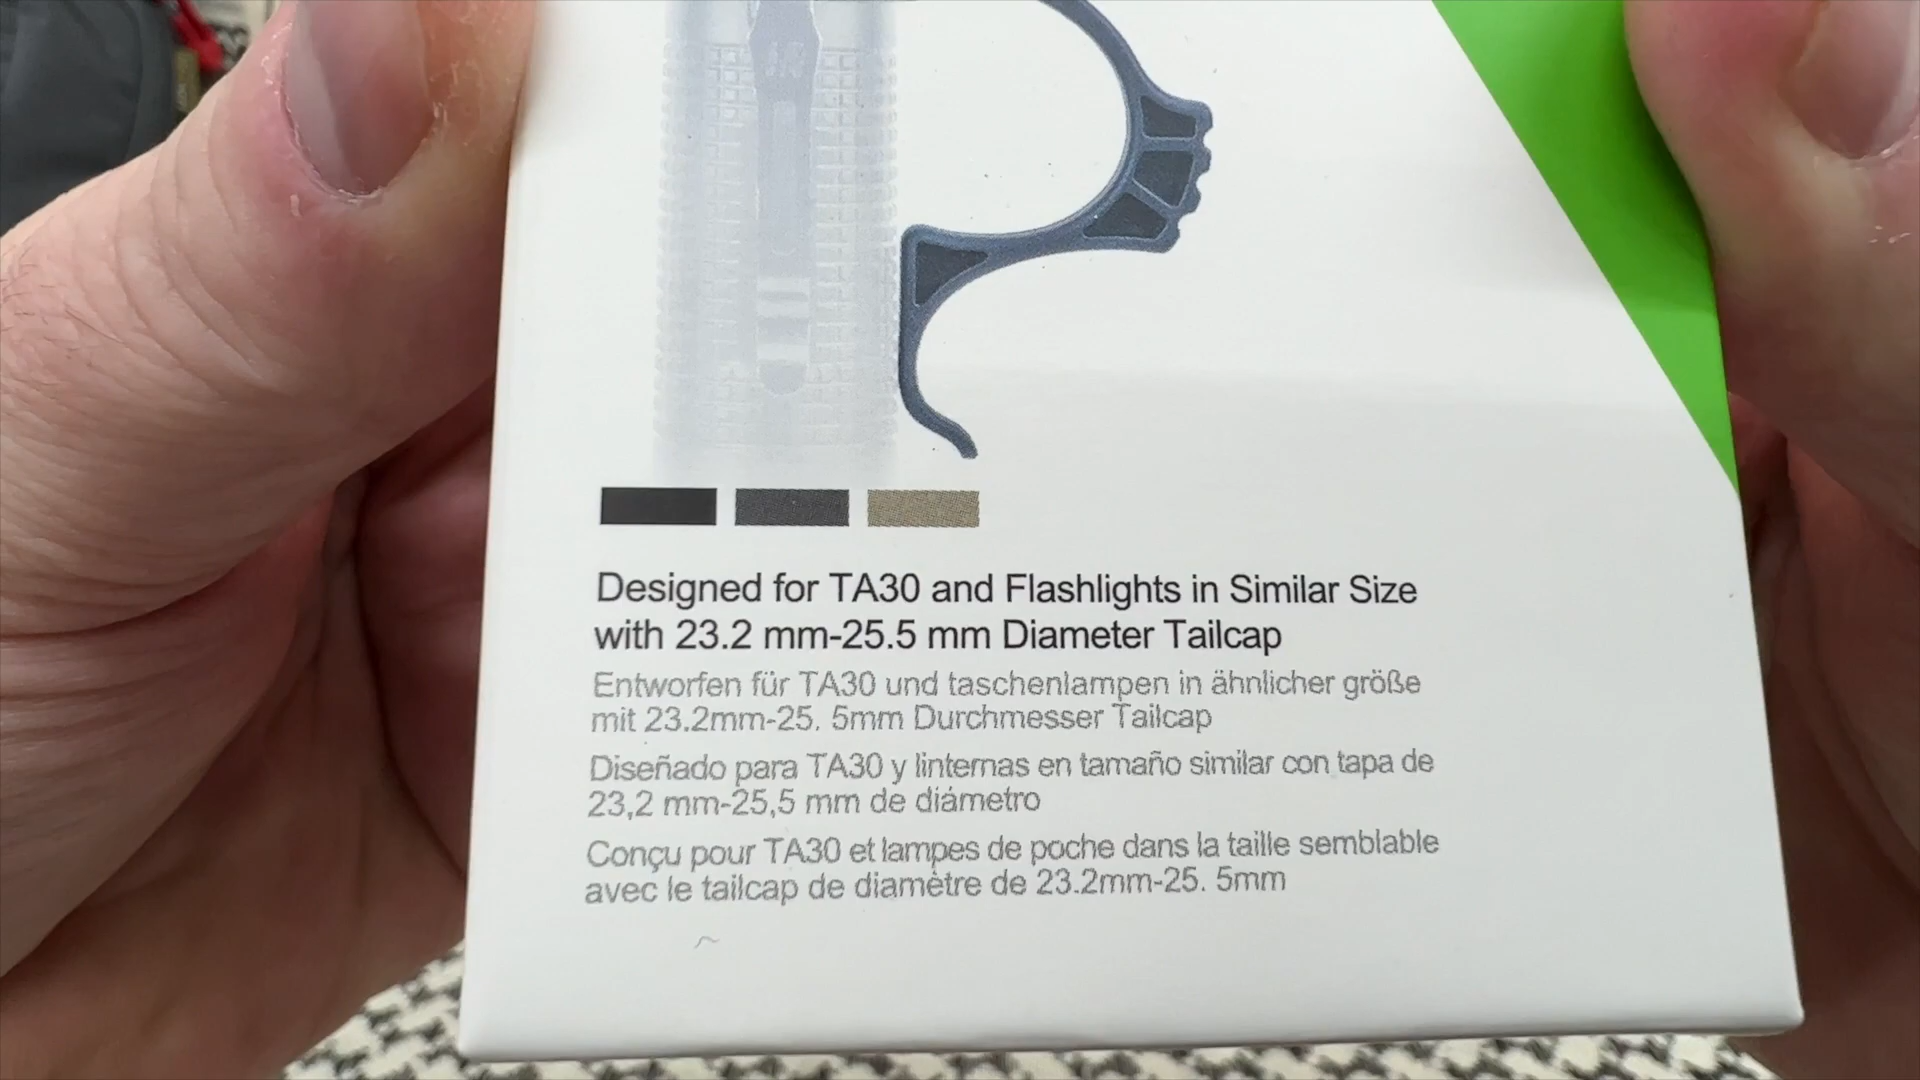 Designed for TA30 and Flashlights in Similar Size
with 23.2 mm-25.5 mm Diameter Tailcap
Entworfen für TA30 und taschenlampen in ähnlicher größe
mit 23.2mm-25. 5mm Durchmesser Tailcap
Diseñado para TA30 y linternas en tamaño similar con tapa de
23,2 mm-25,5 mm de diámetro
Conçu pour TA30 et lampes de poche dans la taille semblable
avec le tailcap de diamètre de 23.2mm-25. 5mm